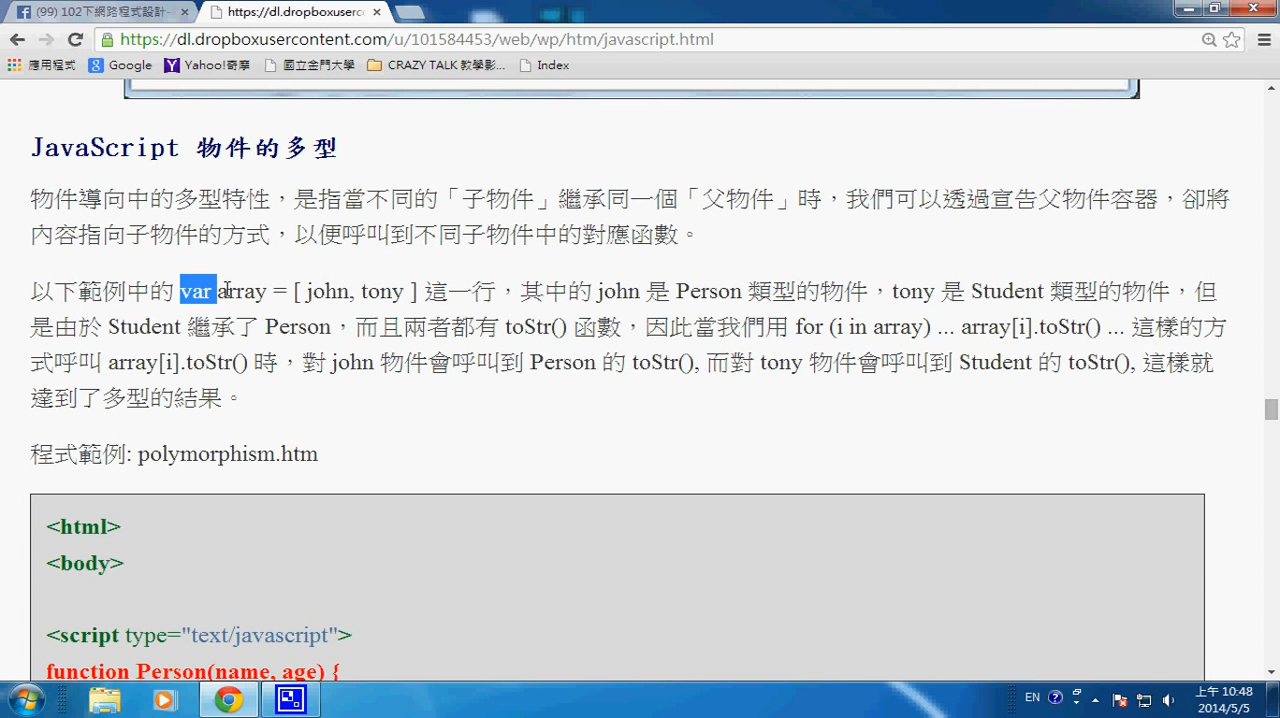 (99) 102下網路程式設計
https://dl.dropboxuserc
https://dl.dropboxusercontent.com/u/101584453/web/wp/htm/javascript.html
應用程式 Google Yahoo!奇摩 國立金門大學 CRAZY TALK 教學影... Index
JavaScript 物件的多型
物件導向中的多型特性，是指當不同的「子物件」繼承同一個「父物件」時，我們可以透過宣告父物件容器，卻將
內容指向子物件的方式，以便呼叫到不同子物件中的對應函數。
以下範例中的 var array = [ john, tony ] 這一行，其中的 john 是 Person 類型的物件，tony 是 Student 類型的物件，但
是由於 Student 繼承了 Person，而且兩者都有 toStr() 函數，因此當我們用 for (i in array) ... array[i].toStr() ... 這樣的方
式呼叫 array[i].toStr() 時，對 john 物件會呼叫到 Person 的 toStr(), 而對 tony 物件會呼叫到 Student 的 toStr(), 這樣就
達到了多型的結果。
程式範例: polymorphism.htm
<html>
<body>
<script type="text/javascript">
function Person(name, age) {
EN
上午 10:48
2014/5/5